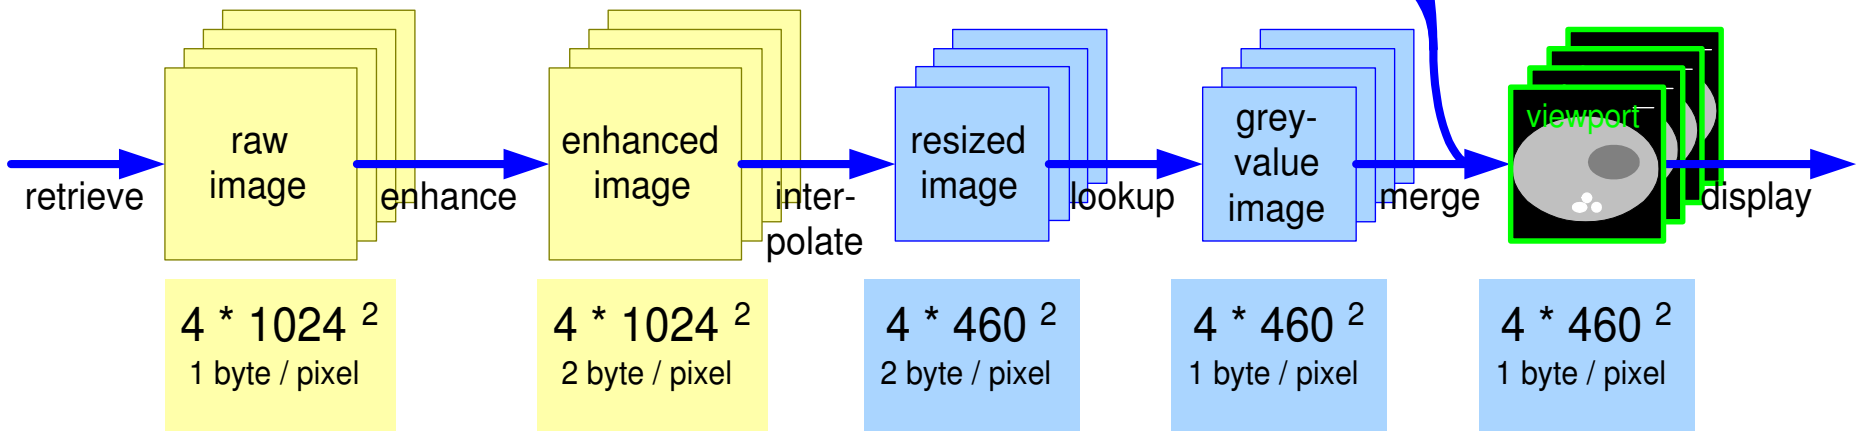 retrieve
raw
image
enhance
enhanced
image
inter-
polate
resized
image
lookup
grey-
value
image
merge
viewport
display
4 * 1024 ²
1 byte / pixel
4 * 1024 ²
2 byte / pixel
4 * 460 ²
2 byte / pixel
4 * 460 ²
1 byte / pixel
4 * 460 ²
1 byte / pixel